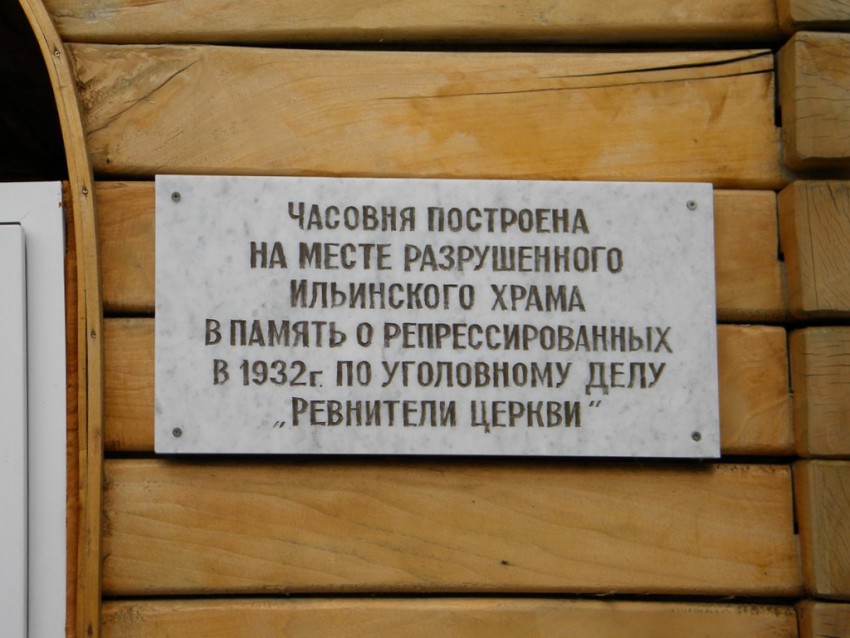 ЧАСОВНЯ ПОСТРОЕНА
НА МЕСТЕ РАЗРУШЕННОГО
ИЛЬИНСКОГО ХРАМА
В ПАМЯТЬ О РЕПРЕССИРОВАННЫХ
В 1932г. ПО УГОЛОВНОМУ ДЕЛУ
„РЕВНИТЕЛИ ЦЕРКВИ“